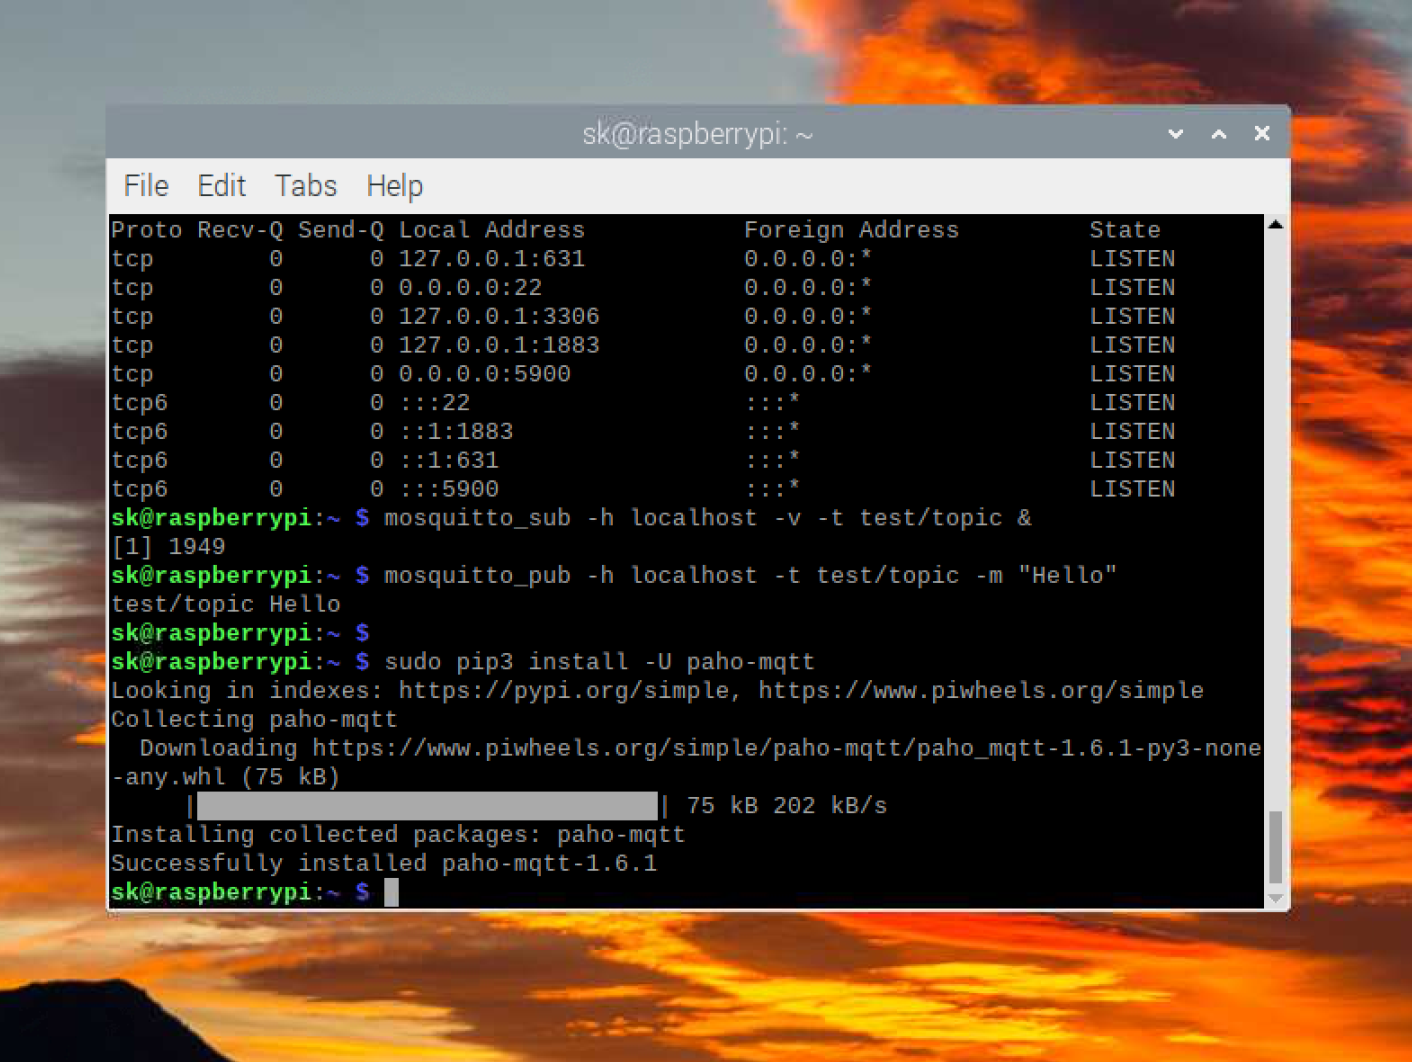 sk@raspberrypi: ~
File Edit Tabs Help
Proto Recv-Q Send-Q Local Address           Foreign Address         State
tcp        0      0 127.0.0.1:631           0.0.0.0:*               LISTEN
tcp        0      0 0.0.0.0:22              0.0.0.0:*               LISTEN
tcp        0      0 127.0.0.1:3306          0.0.0.0:*               LISTEN
tcp        0      0 127.0.0.1:1883          0.0.0.0:*               LISTEN
tcp        0      0 0.0.0.0:5900            0.0.0.0:*               LISTEN
tcp6       0      0 :::22                   :::*                    LISTEN
tcp6       0      0 ::1:1883                :::*                    LISTEN
tcp6       0      0 ::1:631                 :::*                    LISTEN
tcp6       0      0 :::5900                 :::*                    LISTEN
sk@raspberrypi:~ $ mosquitto_sub -h localhost -v -t test/topic &
[1] 1949
sk@raspberrypi:~ $ mosquitto_pub -h localhost -t test/topic -m "Hello"
test/topic Hello
sk@raspberrypi:~ $
sk@raspberrypi:~ $ sudo pip3 install -U paho-mqtt
Looking in indexes: https://pypi.org/simple, https://www.piwheels.org/simple
Collecting paho-mqtt
  Downloading https://www.piwheels.org/simple/paho-mqtt/paho_mqtt-1.6.1-py3-none
-any.whl (75 kB)
     |                                | 75 kB 202 kB/s
Installing collected packages: paho-mqtt
Successfully installed paho-mqtt-1.6.1
sk@raspberrypi:~ $